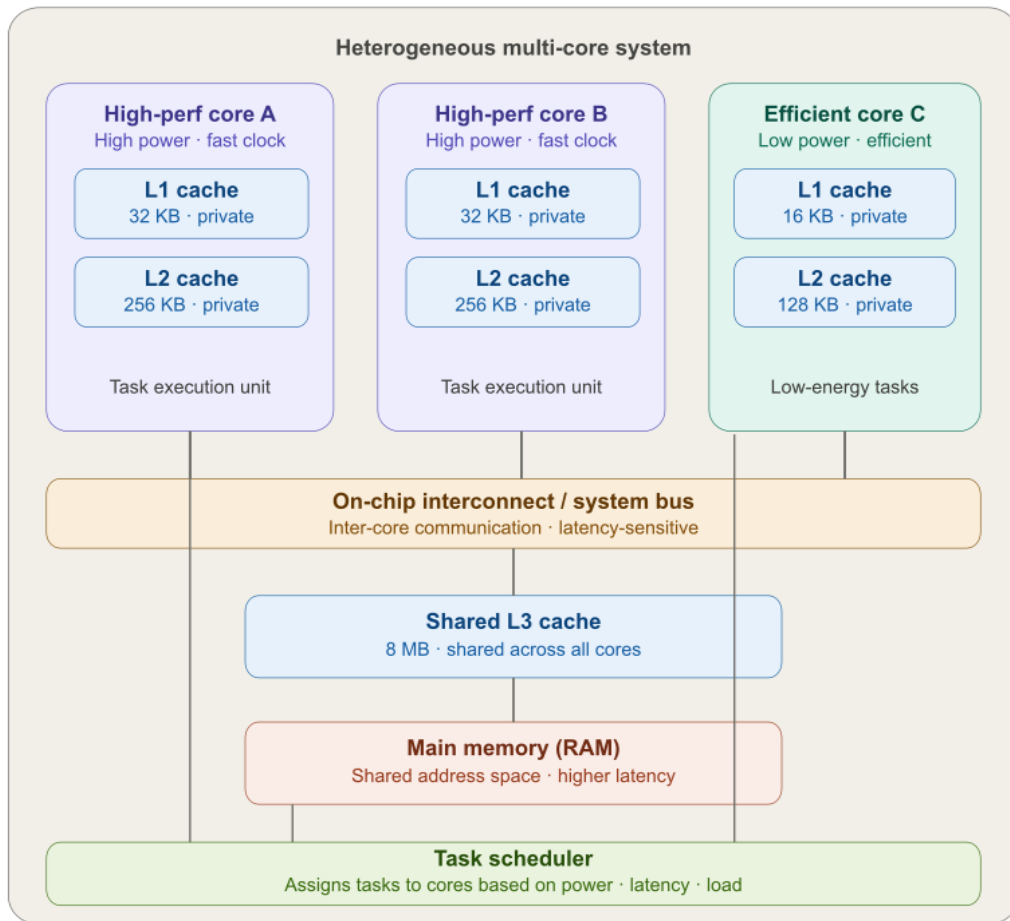 Heterogeneous multi-core system
High-perf core A
High power · fast clock
L1 cache
32 KB · private
L2 cache
256 KB · private
Task execution unit
High-perf core B
High power · fast clock
L1 cache
32 KB · private
L2 cache
256 KB · private
Task execution unit
Efficient core C
Low power · efficient
L1 cache
16 KB · private
L2 cache
128 KB · private
Low-energy tasks
On-chip interconnect / system bus
Inter-core communication · latency-sensitive
Shared L3 cache
8 MB · shared across all cores
Main memory (RAM)
Shared address space · higher latency
Task scheduler
Assigns tasks to cores based on power · latency · load